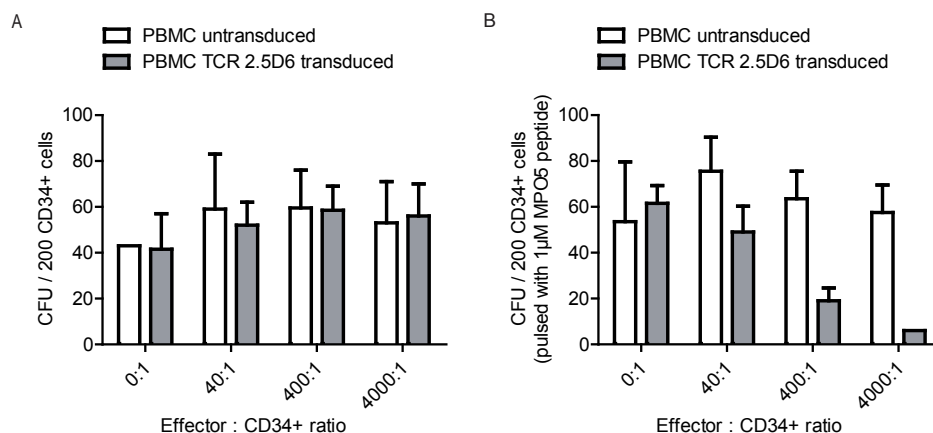 A
PBMC untransduced
PBMC TCR 2.5D6 transduced
CFU / 200 CD34+ cells
100
80
60
40
20
0
0:1
40:1
400:1
4000:1
Effector : CD34+ ratio
B
PBMC untransduced
PBMC TCR 2.5D6 transduced
CFU / 200 CD34+ cells
(pulsed with 1µM MPO5 peptide)
100
80
60
40
20
0
0:1
40:1
400:1
4000:1
Effector : CD34+ ratio